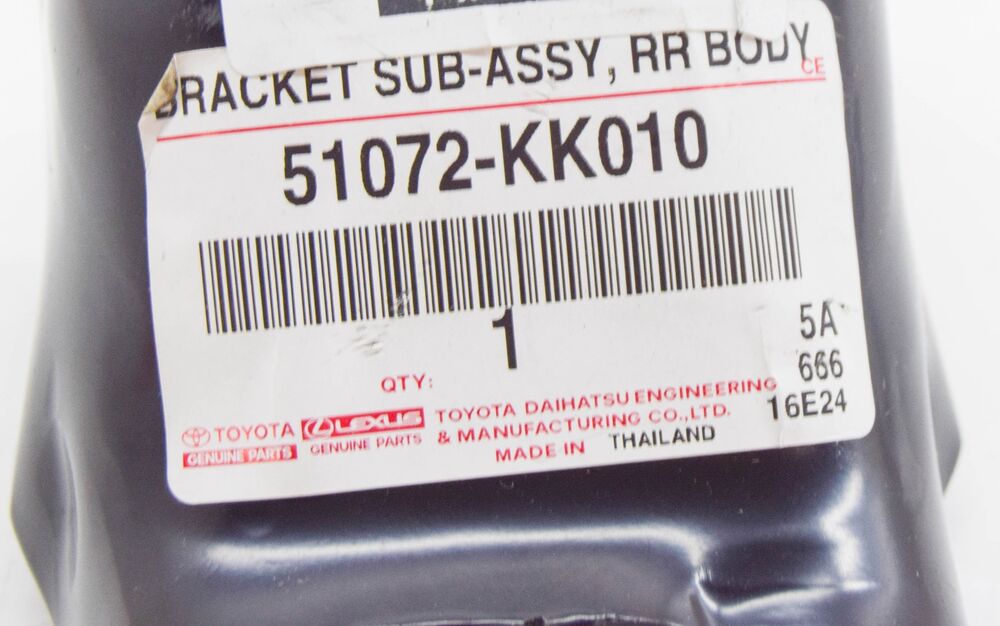 BRACKET SUB-ASSY, RR BODY
CE
51072-KK010
1
QTY:
5A
666
16E24
TOYOTA
GENUINE PARTS
LEXUS
GENUINE PARTS
TOYOTA DAIHATSU ENGINEERING
& MANUFACTURING CO.,LTD.
MADE IN THAILAND